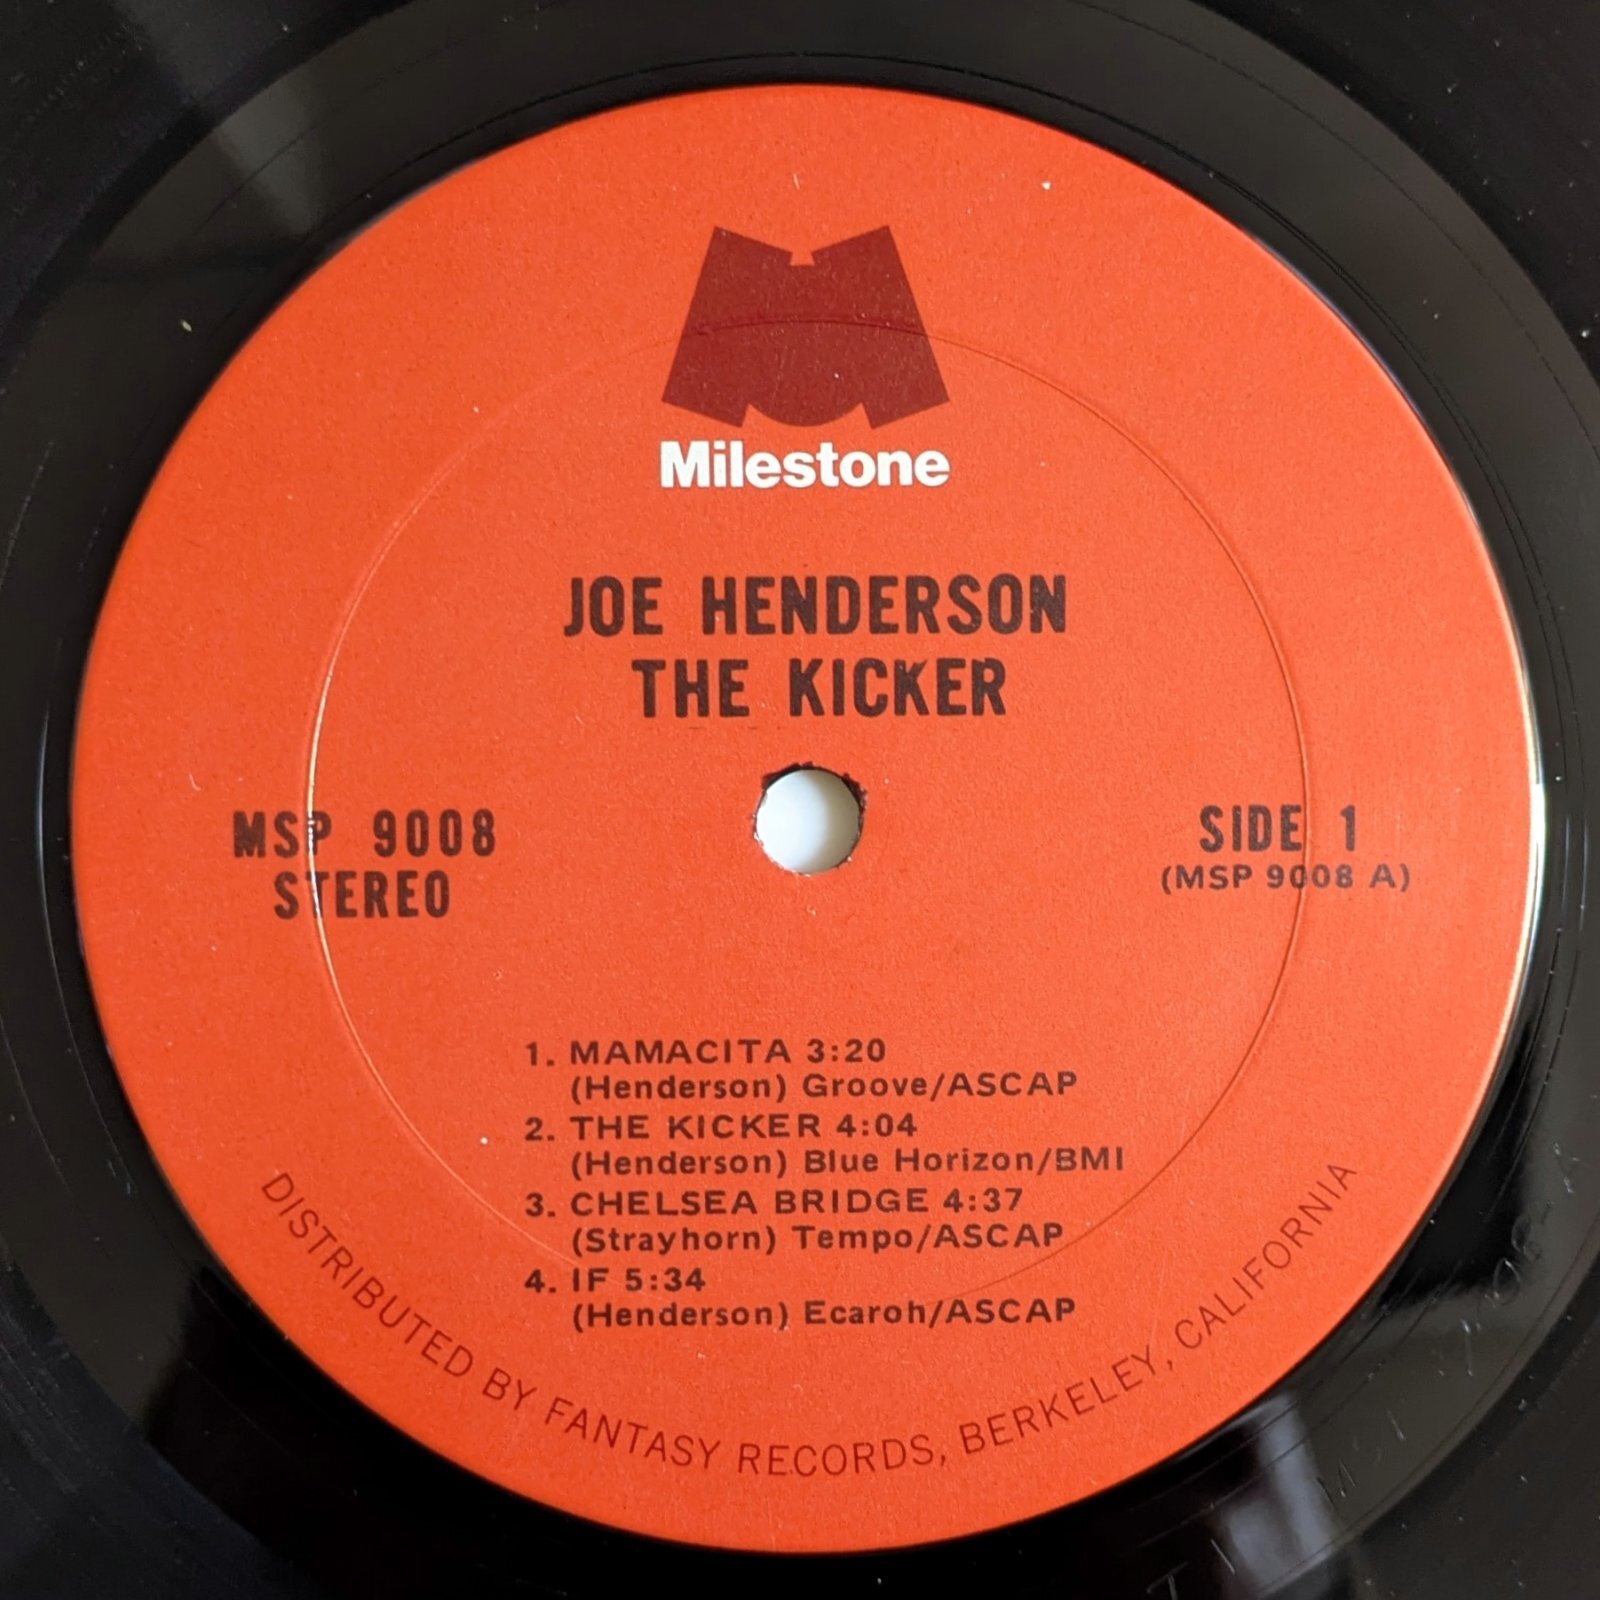 Milestone
JOE HENDERSON
THE KICKER
MSP 9008
STEREO
SIDE 1
(MSP 9008 A)
1. MAMACITA 3:20
(Henderson) Groove/ASCAP
2. THE KICKER 4:04
(Henderson) Blue Horizon/BMI
3. CHELSEA BRIDGE 4:37
(Strayhorn) Tempo/ASCAP
4. IF 5:34
(Henderson) Ecaroh/ASCAP
DISTRIBUTED BY FANTASY RECORDS, BERKELEY, CALIFORNIA